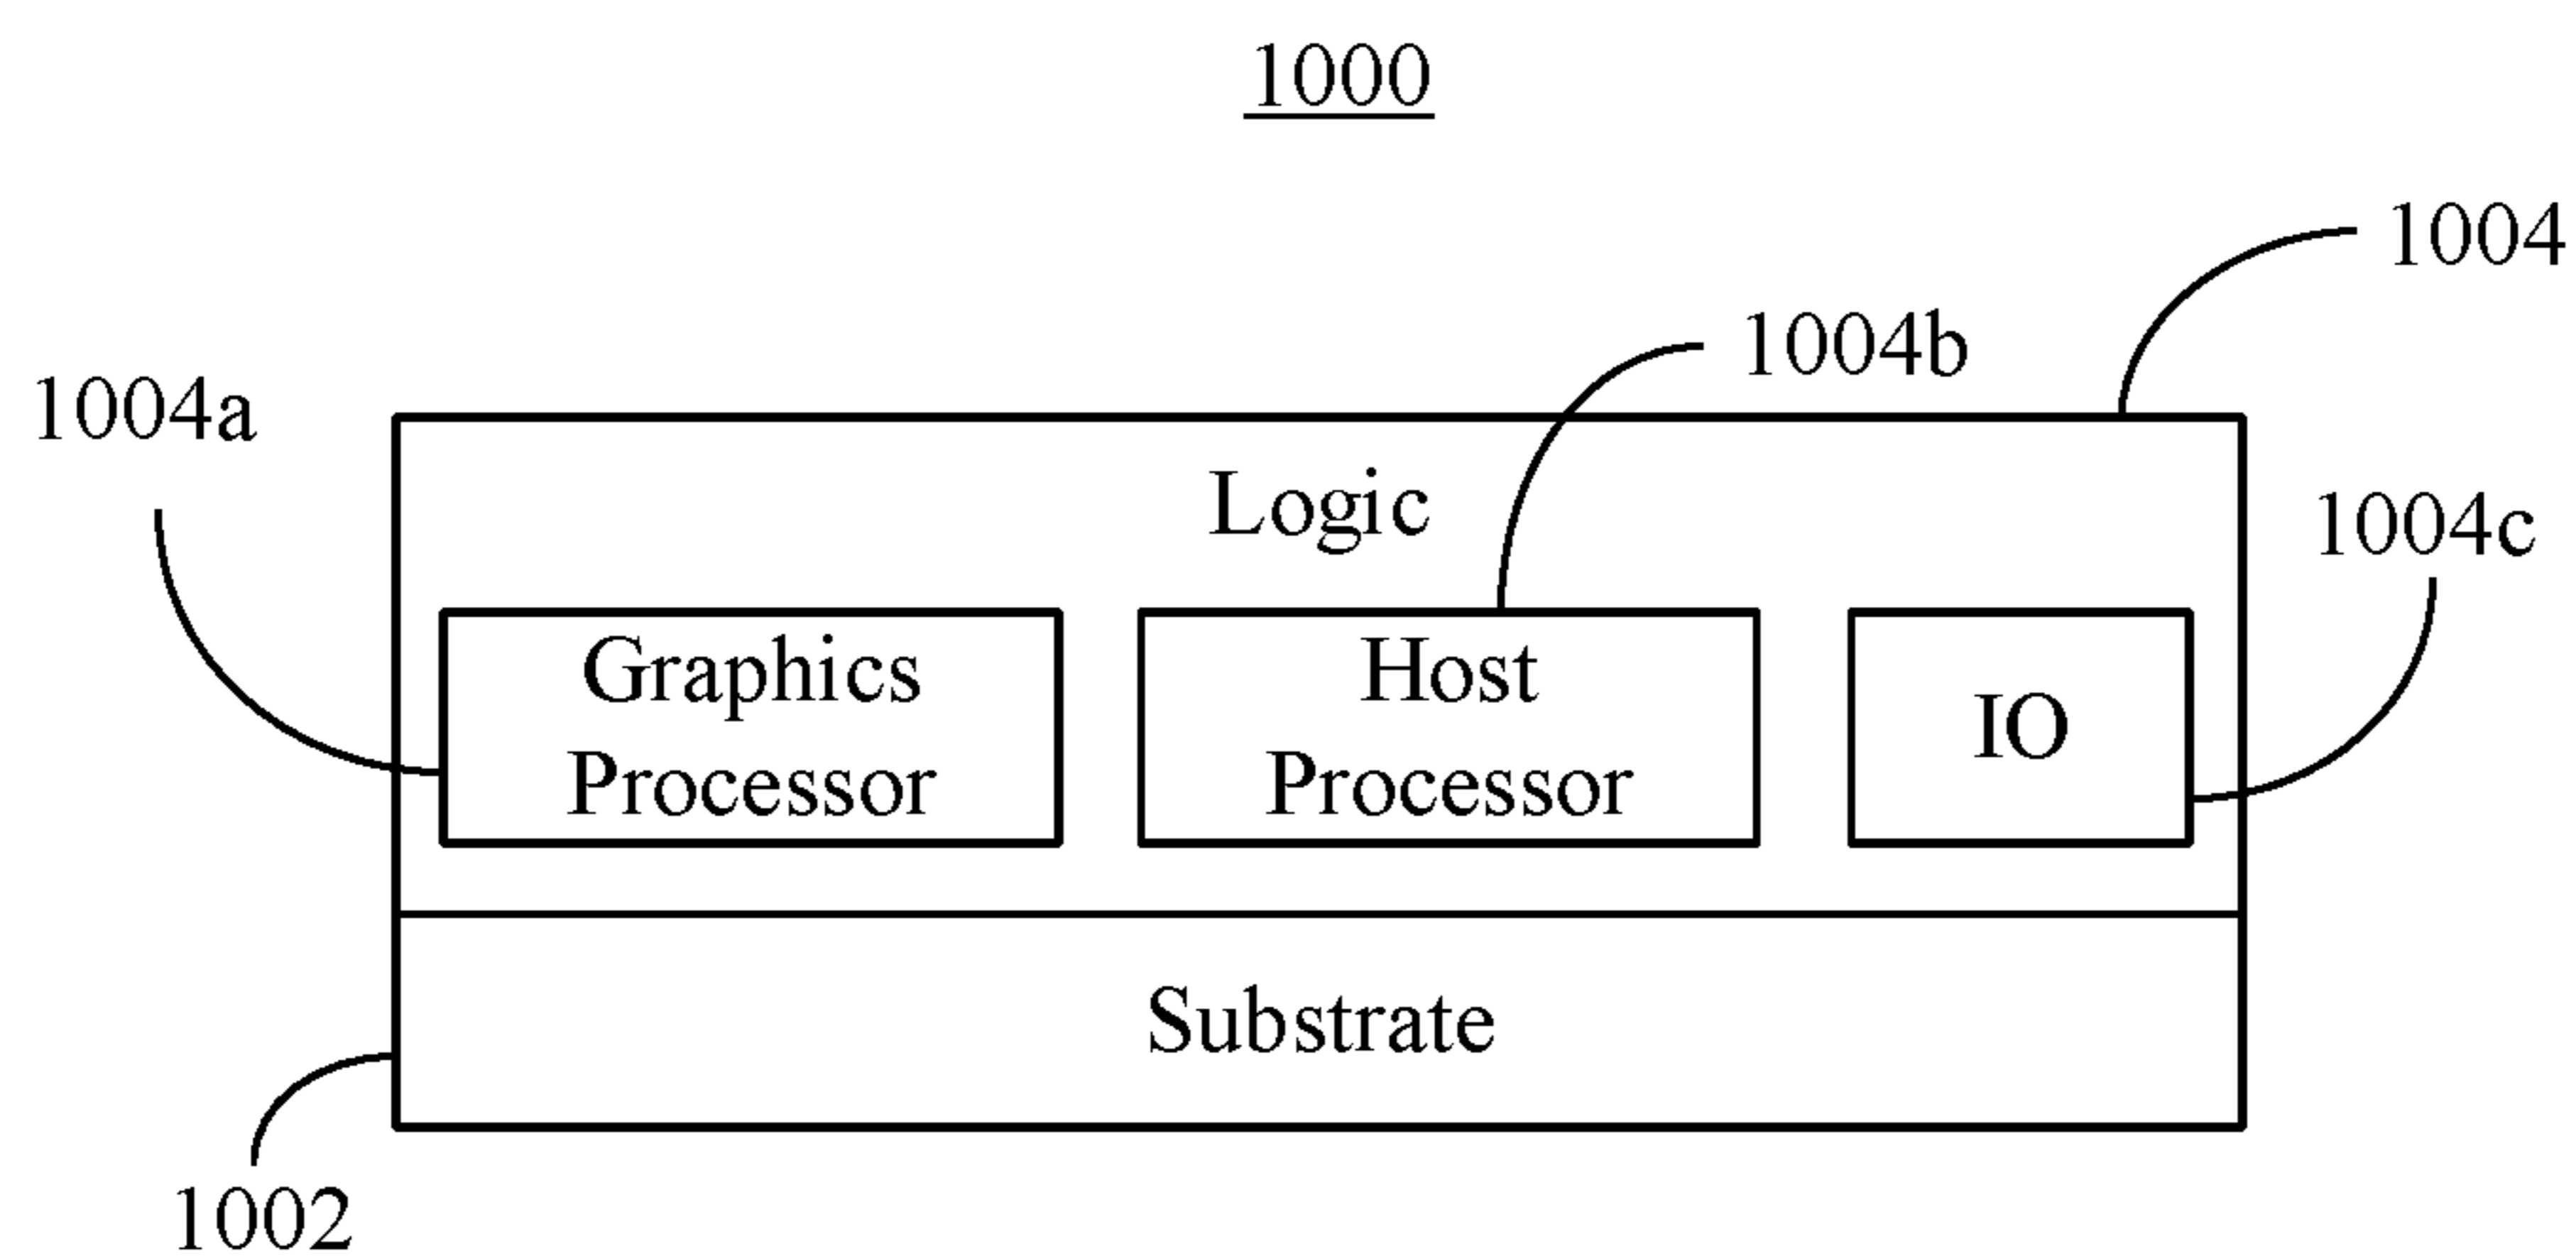 1000
1004
1004b
1004a
Logic
1004c
Graphics
Processor
Host
Processor
IO
Substrate
1002